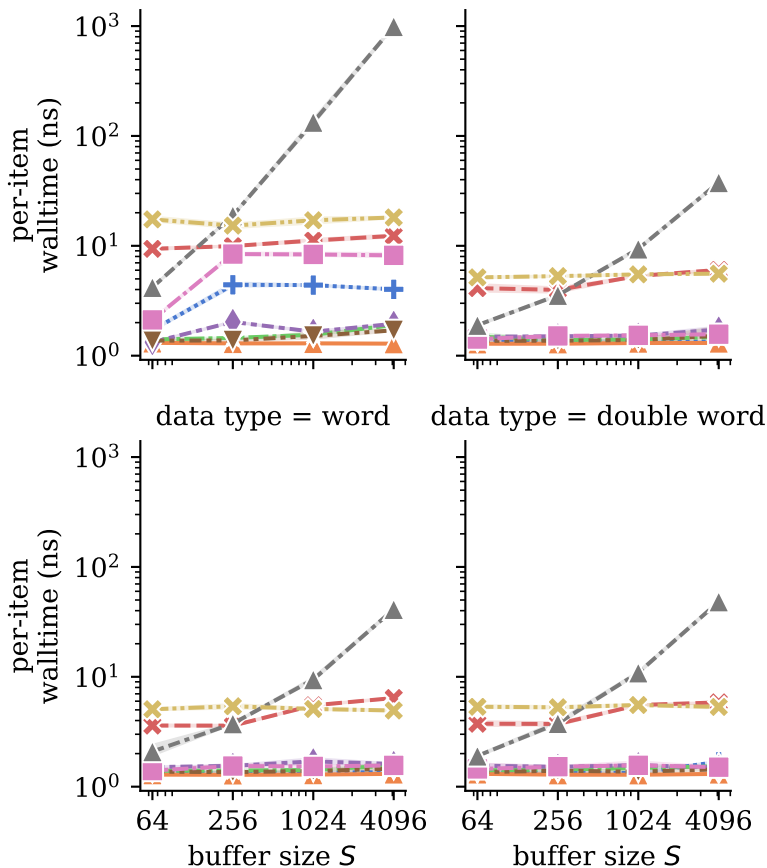 10³
10²
10¹
10⁰
per-item
walltime (ns)
data type = word
data type = double word
10³
10²
10¹
10⁰
per-item
walltime (ns)
64 256 1024 4096
64 256 1024 4096
buffer size S
buffer size S